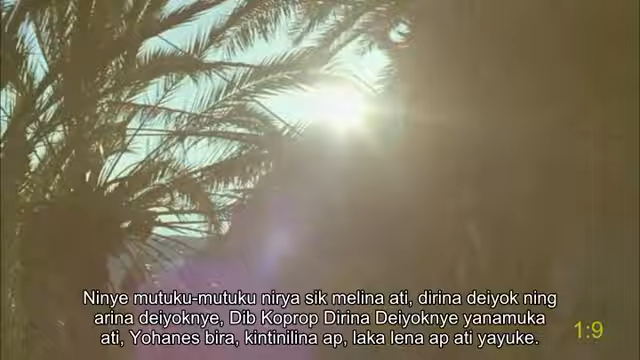 Ninye mutuku-mutuku nirya sik melina ati, dirina deiyok ning
arina deiyoknye, Dib Koprop Dirina Deiyoknye yanamuka
ati, Yohanes bira, kintinilina ap, laka lena ap ati yayuke.
1:9